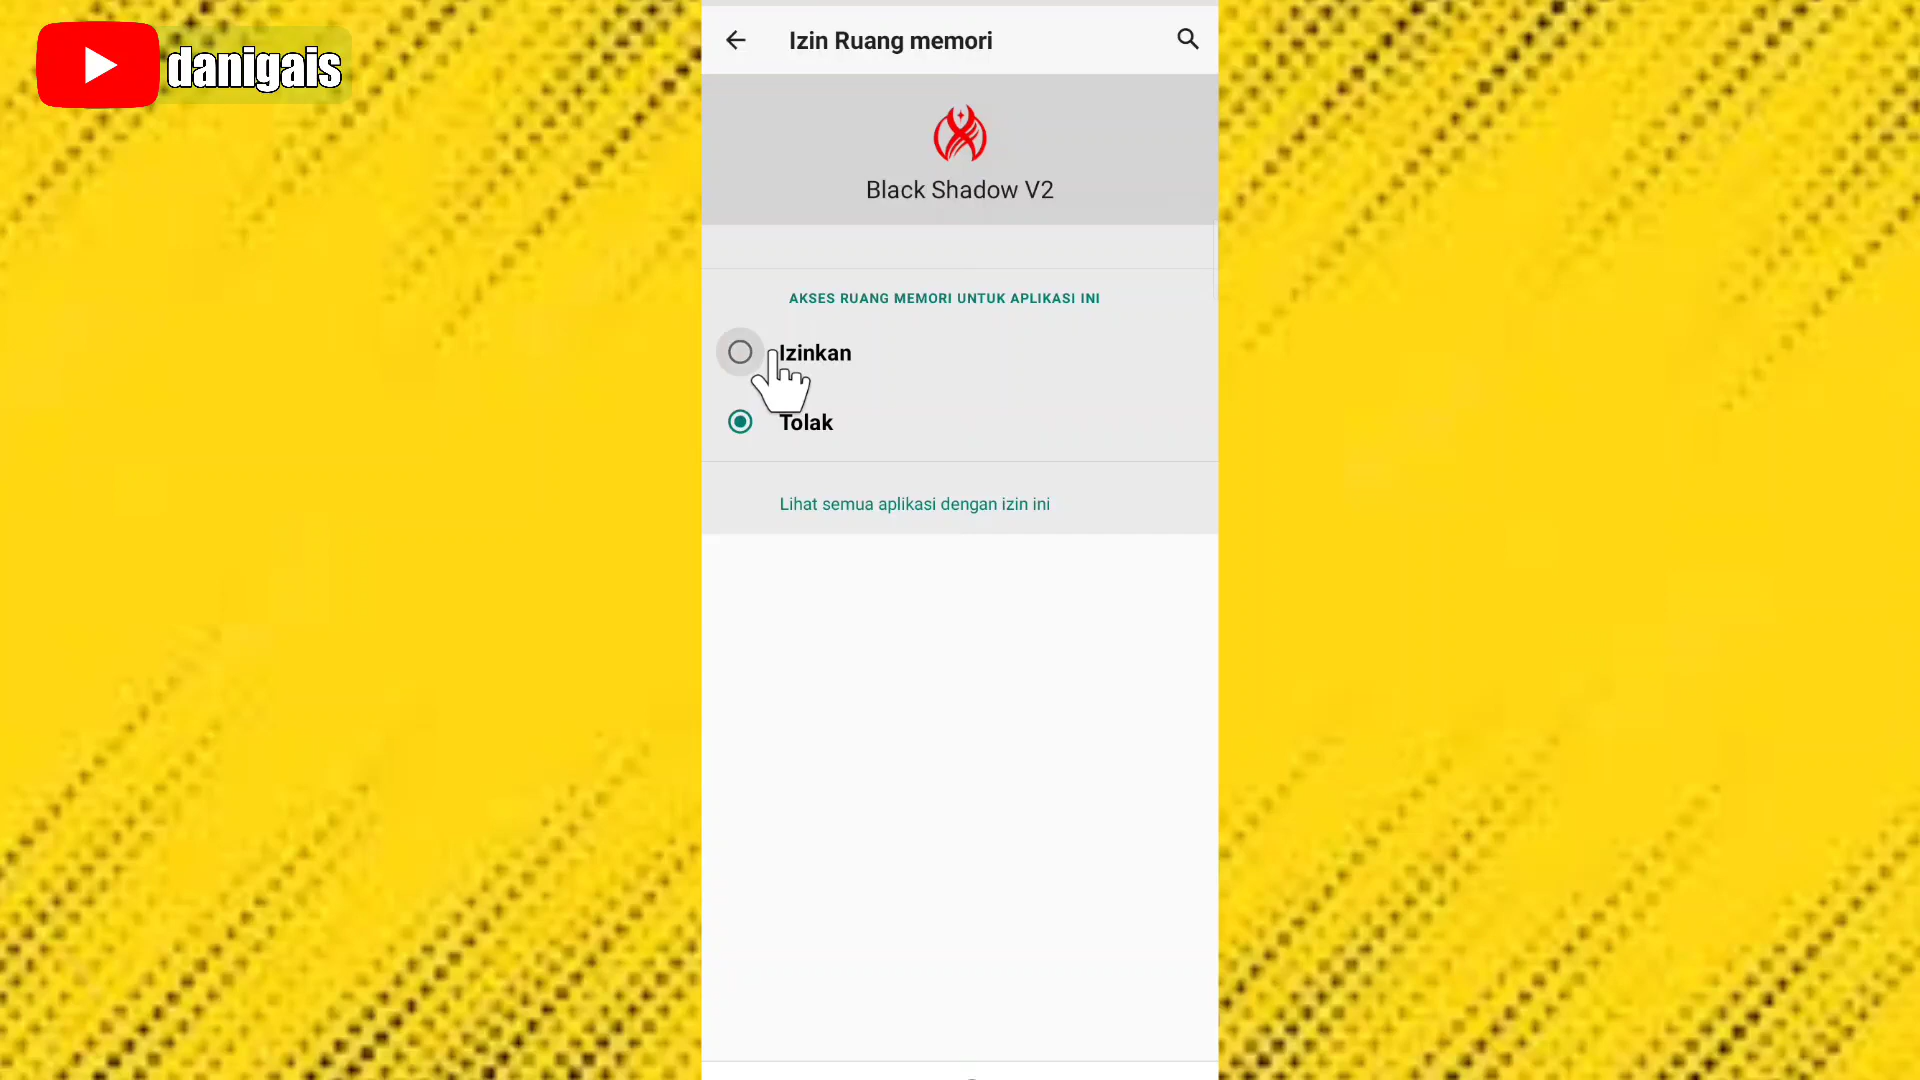 danigais
Izin Ruang memori
Black Shadow V2
AKSES RUANG MEMORI UNTUK APLIKASI INI
Izinkan
Tolak
Lihat semua aplikasi dengan izin ini